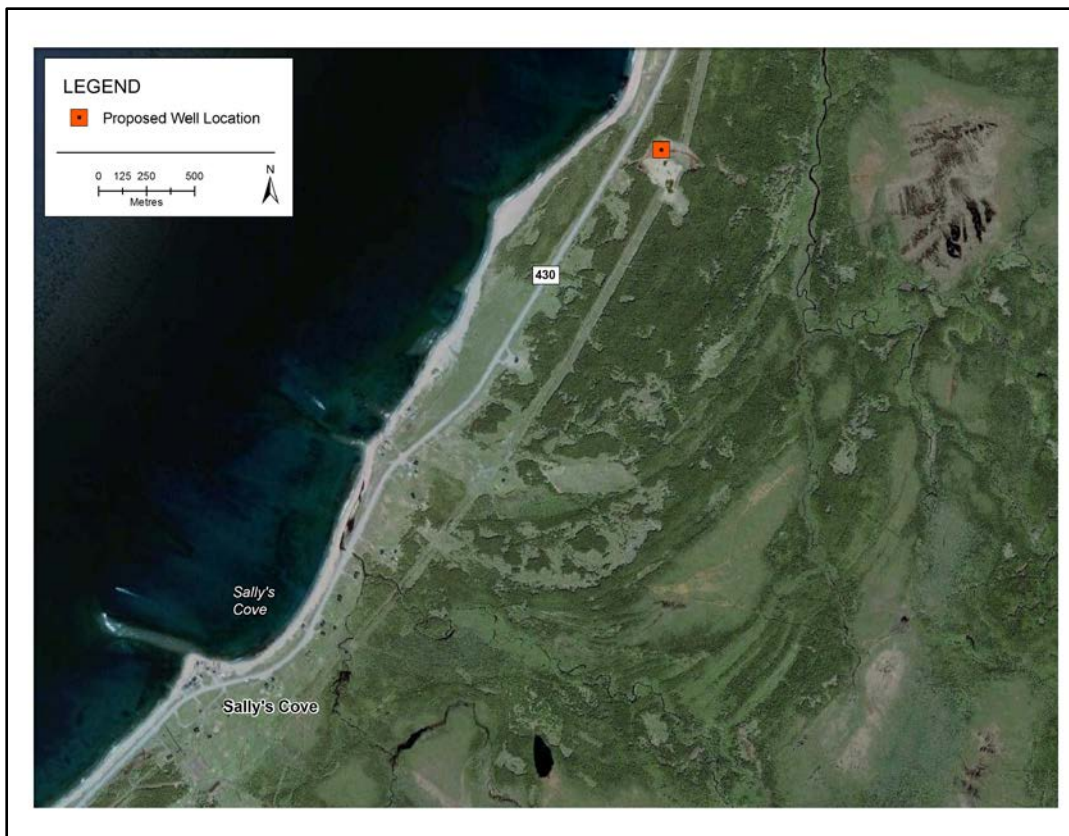 LEGEND
Proposed Well Location
0 125 250 500
Metres
N
430
Sally's
Cove
Sally's Cove